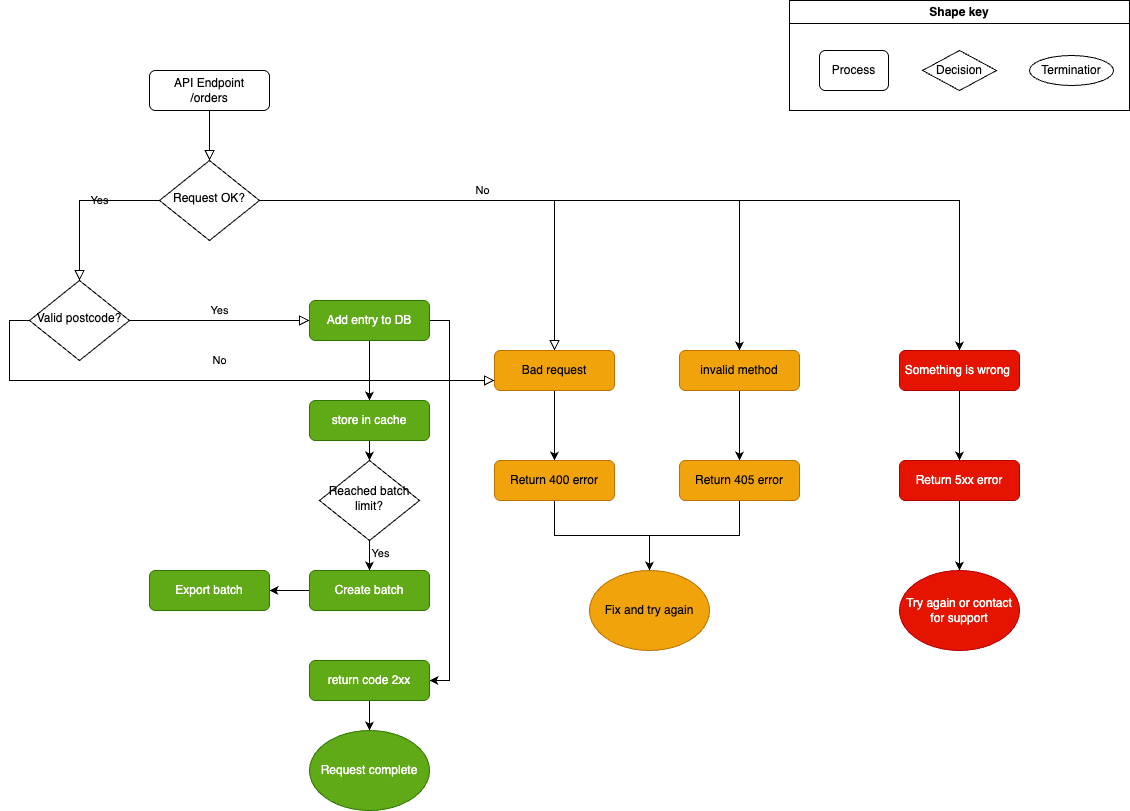 Shape key
Process
Decision
Terminatior
API Endpoint
/orders
Request OK?
Yes
No
Valid postcode?
Yes
No
Add entry to DB
Bad request
invalid method
Something is wrong
store in cache
Return 400 error
Return 405 error
Return 5xx error
Reached batch
limit?
Yes
Export batch
Create batch
Fix and try again
Try again or contact
for support
return code 2xx
Request complete